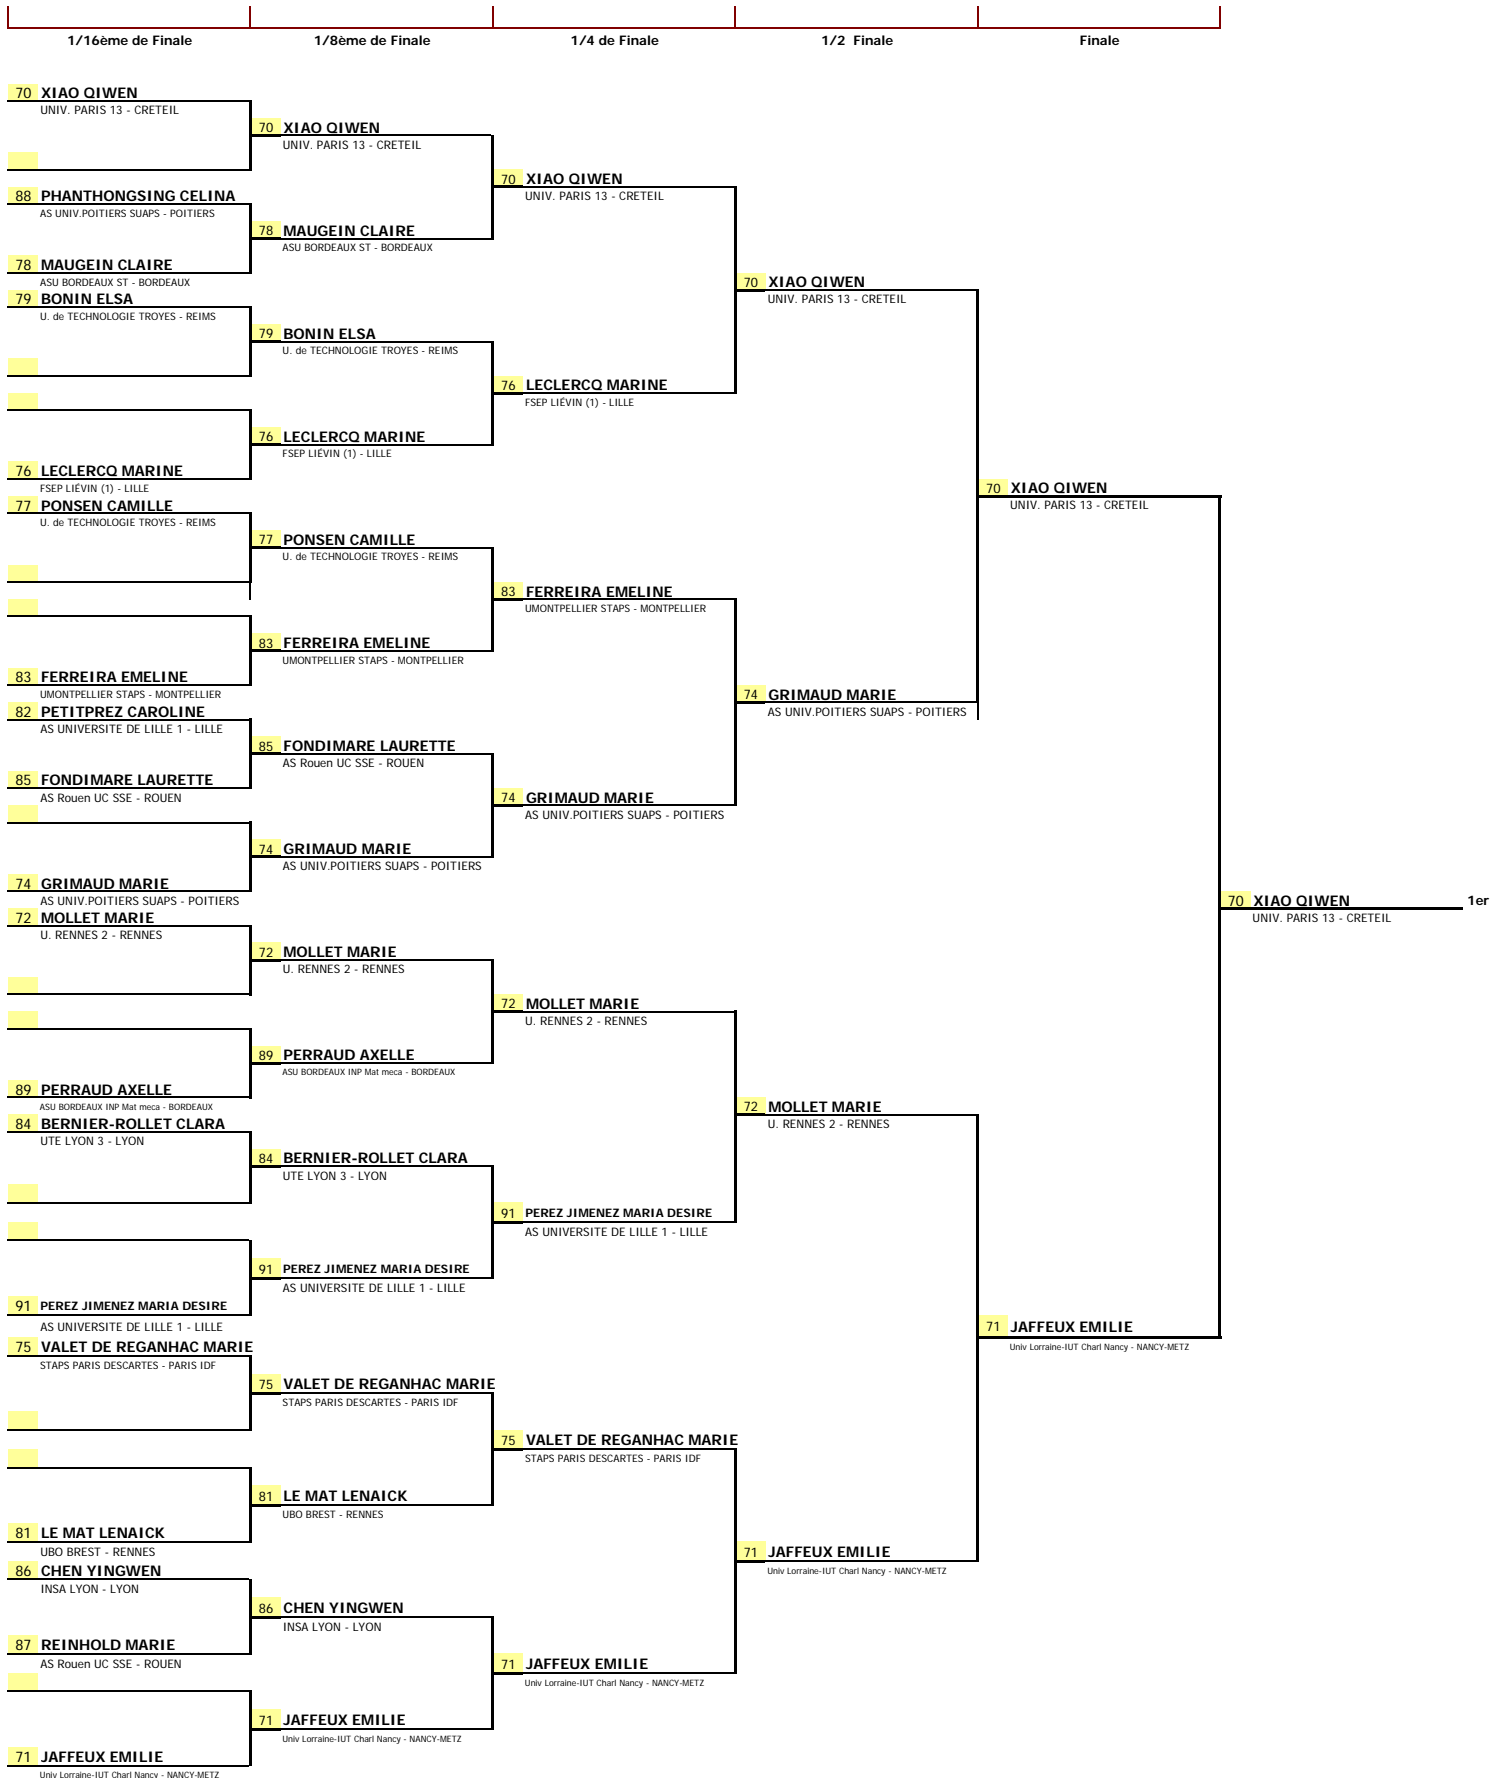 1/16ème de Finale
1/8ème de Finale
1/4 de Finale
1/2 Finale
Finale
70 XIAO QIWEN
UNIV. PARIS 13 - CRETEIL
88 PHANTHONGSING CELINA
AS UNIV.POITIERS SUAPS - POITIERS
78 MAUGEIN CLAIRE
ASU BORDEAUX ST - BORDEAUX
79 BONIN ELSA
U. de TECHNOLOGIE TROYES - REIMS
76 LECLERCQ MARINE
FSEP LIÉVIN (1) - LILLE
77 PONSEN CAMILLE
U. de TECHNOLOGIE TROYES - REIMS
83 FERREIRA EMELINE
UMONTPELLIER STAPS - MONTPELLIER
82 PETITPREZ CAROLINE
AS UNIVERSITE DE LILLE 1 - LILLE
85 FONDIMARE LAURETTE
AS Rouen UC SSE - ROUEN
74 GRIMAUD MARIE
AS UNIV.POITIERS SUAPS - POITIERS
72 MOLLET MARIE
U. RENNES 2 - RENNES
89 PERRAUD AXELLE
ASU BORDEAUX INP Mat meca - BORDEAUX
84 BERNIER-ROLLET CLARA
UTE LYON 3 - LYON
91 PEREZ JIMENEZ MARIA DESIRE
AS UNIVERSITE DE LILLE 1 - LILLE
75 VALET DE REGANHAC MARIE
STAPS PARIS DESCARTES - PARIS IDF
81 LE MAT LENAICK
UBO BREST - RENNES
86 CHEN YINGWEN
INSA LYON - LYON
87 REINHOLD MARIE
AS Rouen UC SSE - ROUEN
71 JAFFEUX EMILIE
Univ Lorraine-IUT Charl Nancy - NANCY-METZ
70 XIAO QIWEN
UNIV. PARIS 13 - CRETEIL
78 MAUGEIN CLAIRE
ASU BORDEAUX ST - BORDEAUX
79 BONIN ELSA
U. de TECHNOLOGIE TROYES - REIMS
76 LECLERCQ MARINE
FSEP LIÉVIN (1) - LILLE
77 PONSEN CAMILLE
U. de TECHNOLOGIE TROYES - REIMS
83 FERREIRA EMELINE
UMONTPELLIER STAPS - MONTPELLIER
85 FONDIMARE LAURETTE
AS Rouen UC SSE - ROUEN
74 GRIMAUD MARIE
AS UNIV.POITIERS SUAPS - POITIERS
72 MOLLET MARIE
U. RENNES 2 - RENNES
89 PERRAUD AXELLE
ASU BORDEAUX INP Mat meca - BORDEAUX
84 BERNIER-ROLLET CLARA
UTE LYON 3 - LYON
91 PEREZ JIMENEZ MARIA DESIRE
AS UNIVERSITE DE LILLE 1 - LILLE
75 VALET DE REGANHAC MARIE
STAPS PARIS DESCARTES - PARIS IDF
81 LE MAT LENAICK
UBO BREST - RENNES
86 CHEN YINGWEN
INSA LYON - LYON
71 JAFFEUX EMILIE
Univ Lorraine-IUT Charl Nancy - NANCY-METZ
70 XIAO QIWEN
UNIV. PARIS 13 - CRETEIL
76 LECLERCQ MARINE
FSEP LIÉVIN (1) - LILLE
83 FERREIRA EMELINE
UMONTPELLIER STAPS - MONTPELLIER
74 GRIMAUD MARIE
AS UNIV.POITIERS SUAPS - POITIERS
72 MOLLET MARIE
U. RENNES 2 - RENNES
91 PEREZ JIMENEZ MARIA DESIRE
AS UNIVERSITE DE LILLE 1 - LILLE
75 VALET DE REGANHAC MARIE
STAPS PARIS DESCARTES - PARIS IDF
71 JAFFEUX EMILIE
Univ Lorraine-IUT Charl Nancy - NANCY-METZ
70 XIAO QIWEN
UNIV. PARIS 13 - CRETEIL
74 GRIMAUD MARIE
AS UNIV.POITIERS SUAPS - POITIERS
72 MOLLET MARIE
U. RENNES 2 - RENNES
71 JAFFEUX EMILIE
Univ Lorraine-IUT Charl Nancy - NANCY-METZ
70 XIAO QIWEN
UNIV. PARIS 13 - CRETEIL
71 JAFFEUX EMILIE
Univ Lorraine-IUT Charl Nancy - NANCY-METZ
70 XIAO QIWEN 1er
UNIV. PARIS 13 - CRETEIL